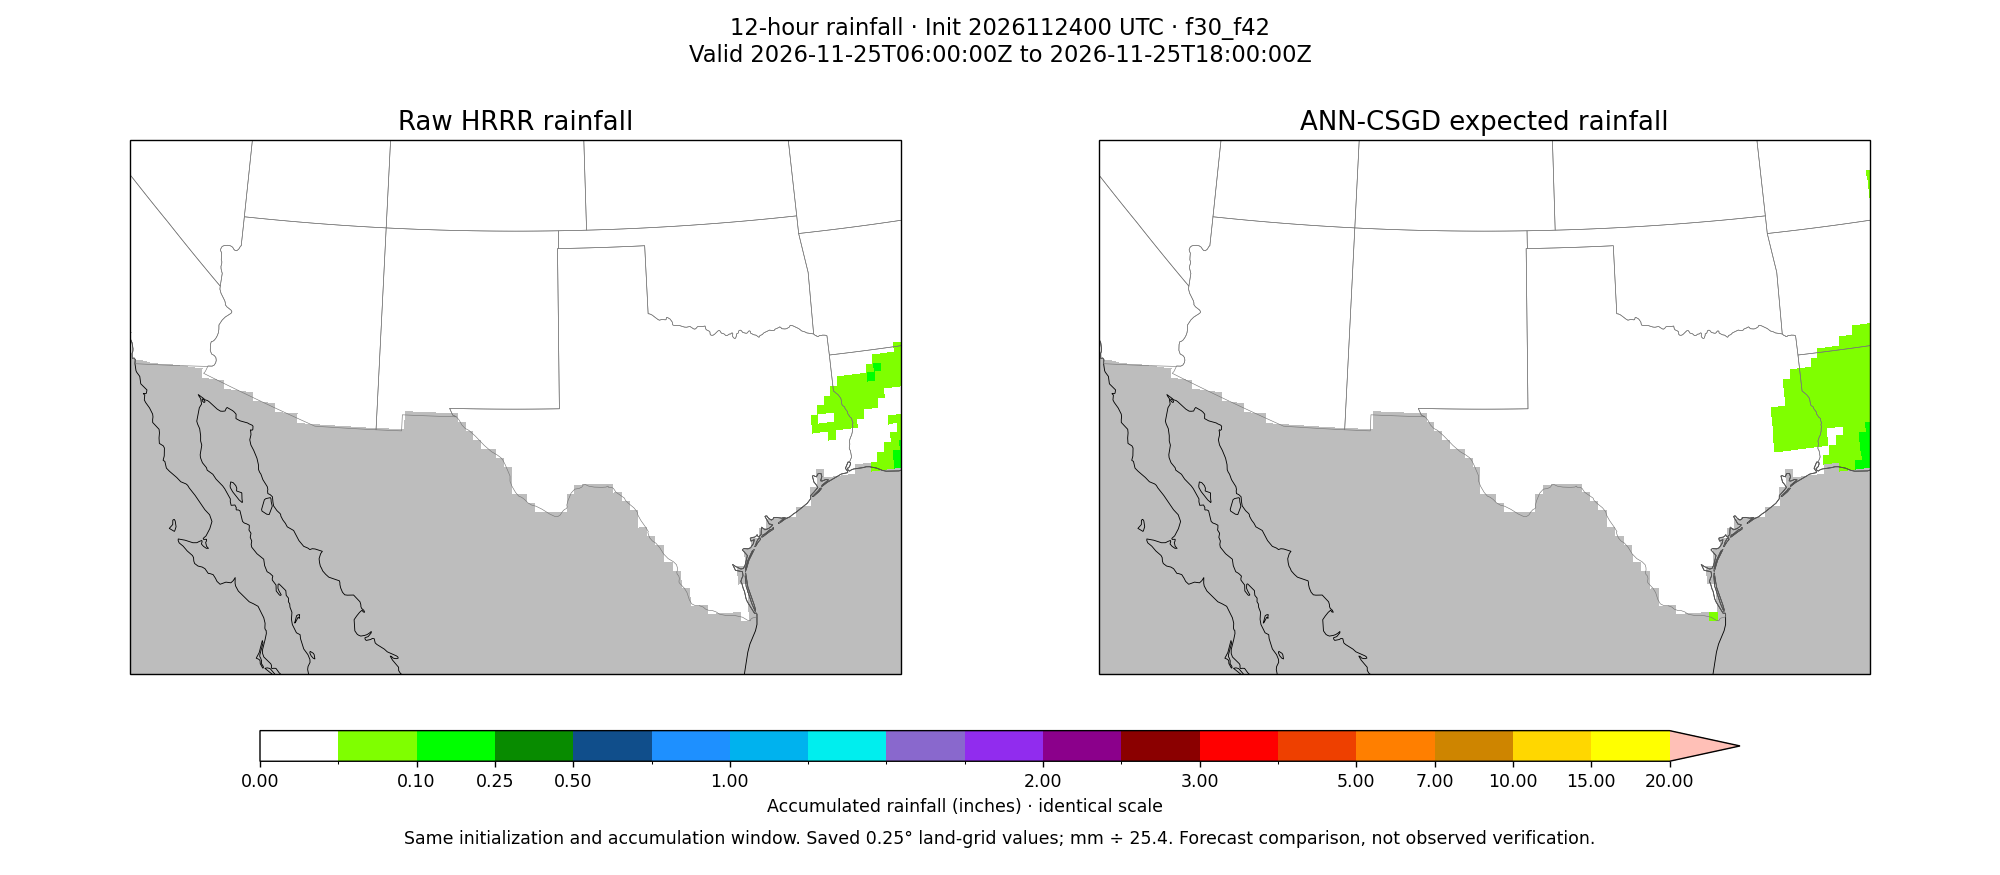 12-hour rainfall · Init 2026112400 UTC · f30_f42
Valid 2026-11-25T06:00:00Z to 2026-11-25T18:00:00Z
Raw HRRR rainfall
ANN-CSGD expected rainfall
0.00 0.10 0.25 0.50 1.00 2.00 3.00 5.00 7.00 10.00 15.00 20.00
Accumulated rainfall (inches) · identical scale
Same initialization and accumulation window. Saved 0.25° land-grid values; mm ÷ 25.4. Forecast comparison, not observed verification.